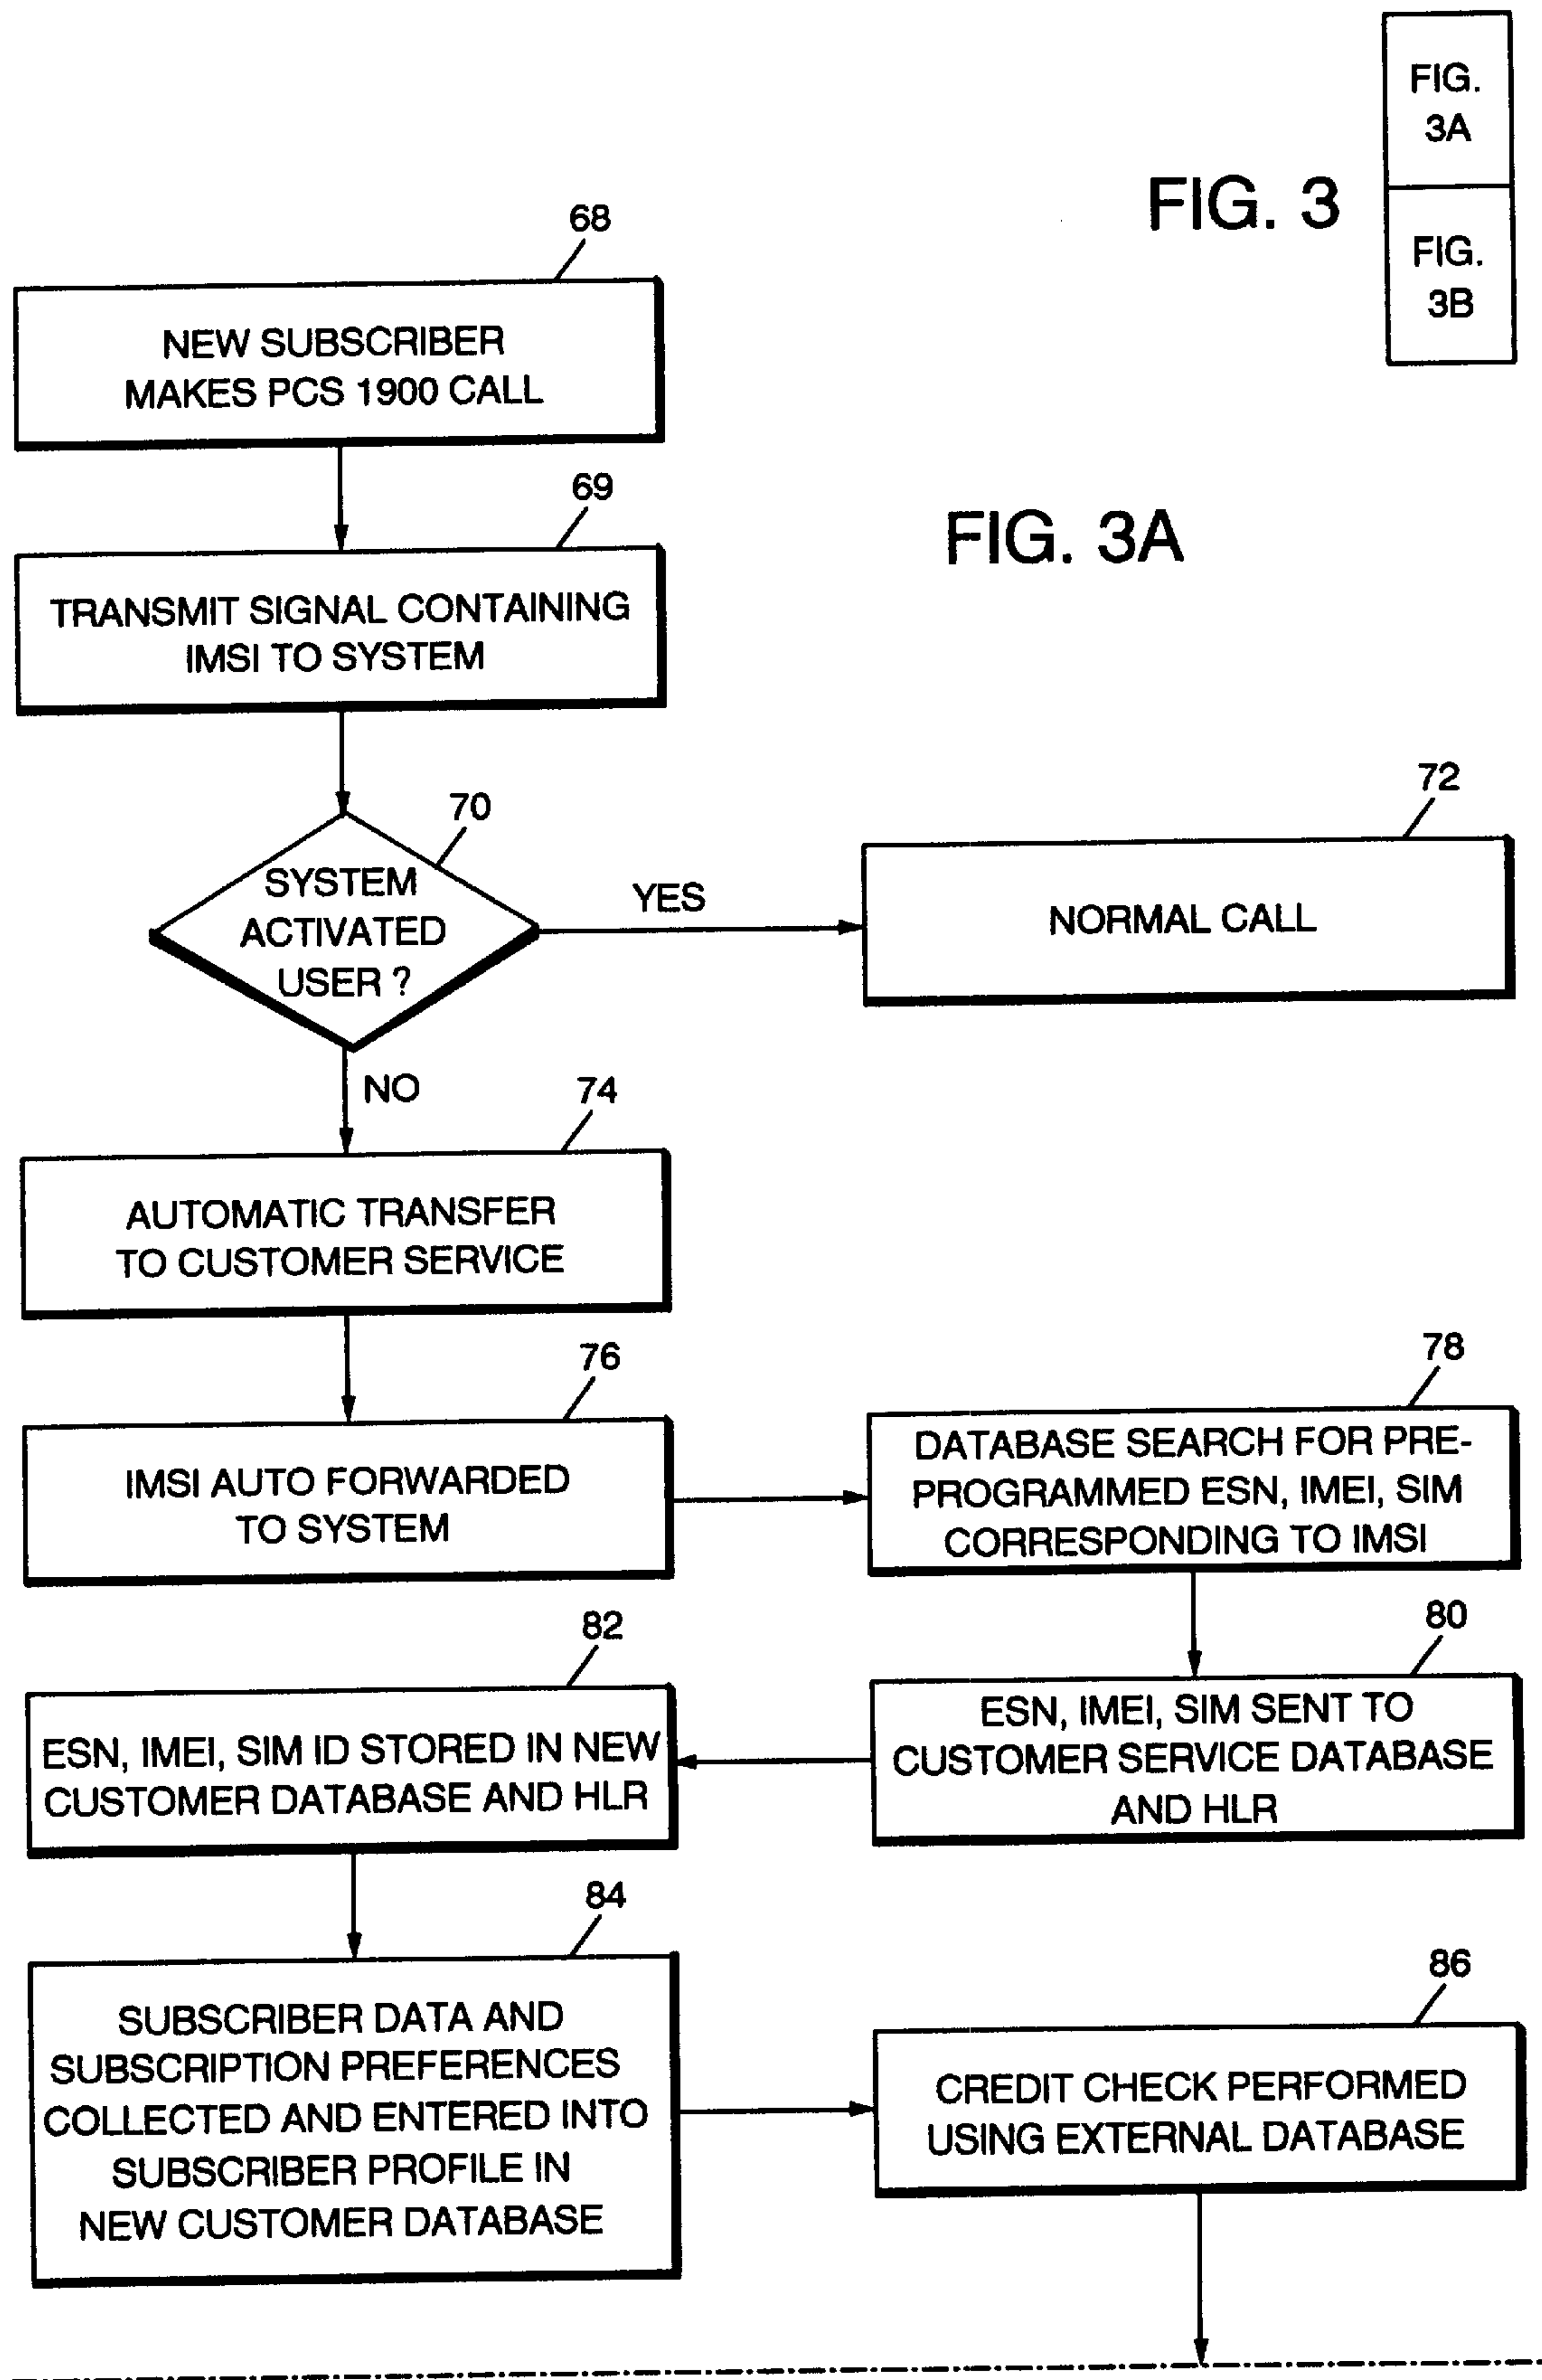 FIG.
3A
FIG. 3
FIG.
3B
68
NEW SUBSCRIBER
MAKES PCS 1900 CALL
69
FIG. 3A
TRANSMIT SIGNAL CONTAINING
IMSI TO SYSTEM
70
SYSTEM
ACTIVATED
USER ?
YES
72
NORMAL CALL
NO
74
AUTOMATIC TRANSFER
TO CUSTOMER SERVICE
76
IMSI AUTO FORWARDED
TO SYSTEM
78
DATABASE SEARCH FOR PRE-
PROGRAMMED ESN, IMEI, SIM
CORRESPONDING TO IMSI
80
ESN, IMEI, SIM SENT TO
CUSTOMER SERVICE DATABASE
AND HLR
82
ESN, IMEI, SIM ID STORED IN NEW
CUSTOMER DATABASE AND HLR
84
SUBSCRIBER DATA AND
SUBSCRIPTION PREFERENCES
COLLECTED AND ENTERED INTO
SUBSCRIBER PROFILE IN
NEW CUSTOMER DATABASE
86
CREDIT CHECK PERFORMED
USING EXTERNAL DATABASE